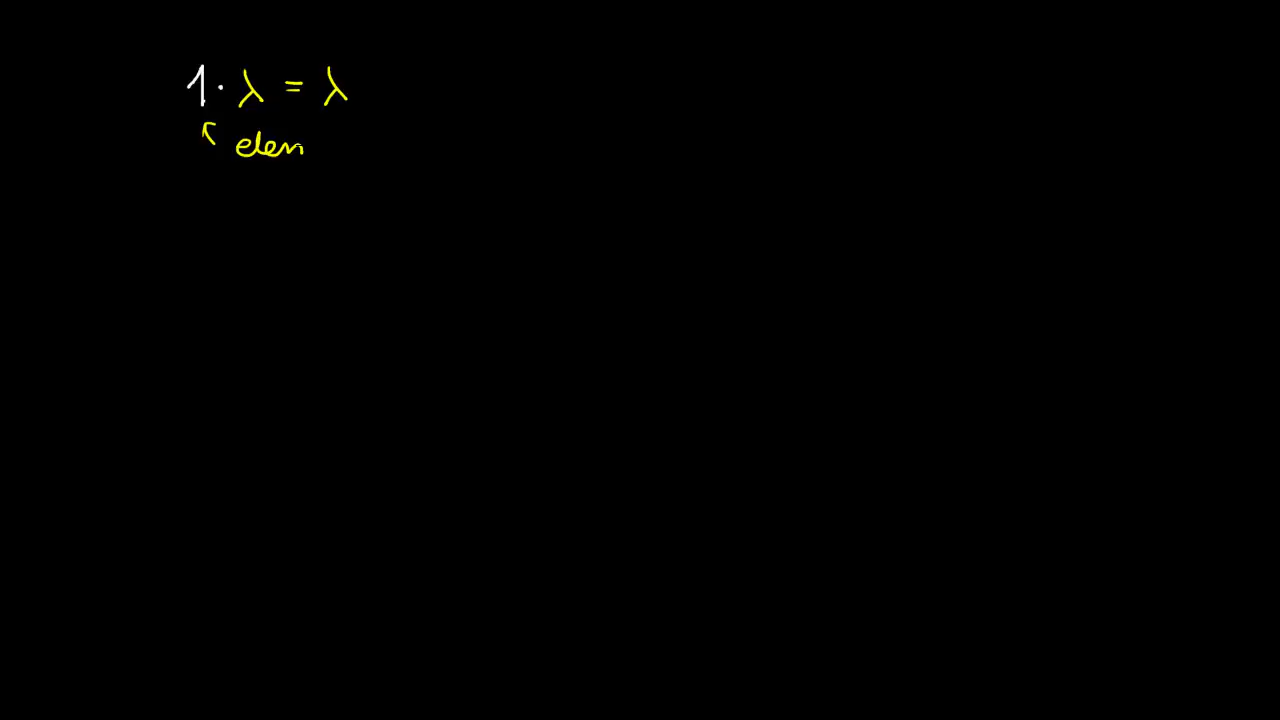 1 · λ = λ
elem